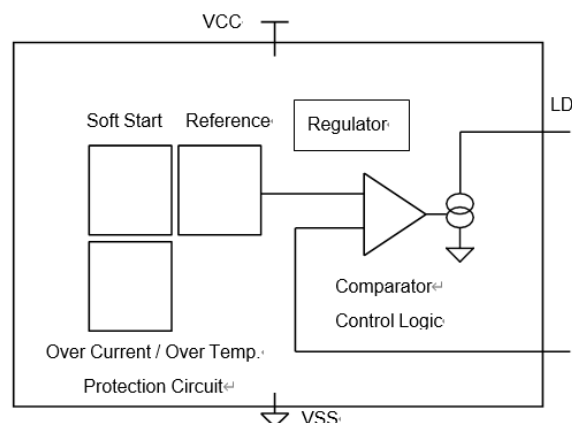 VCC
LD
Soft Start Reference
Regulator
Comparator
Control Logic
Over Current / Over Temp.
Protection Circuit
VSS